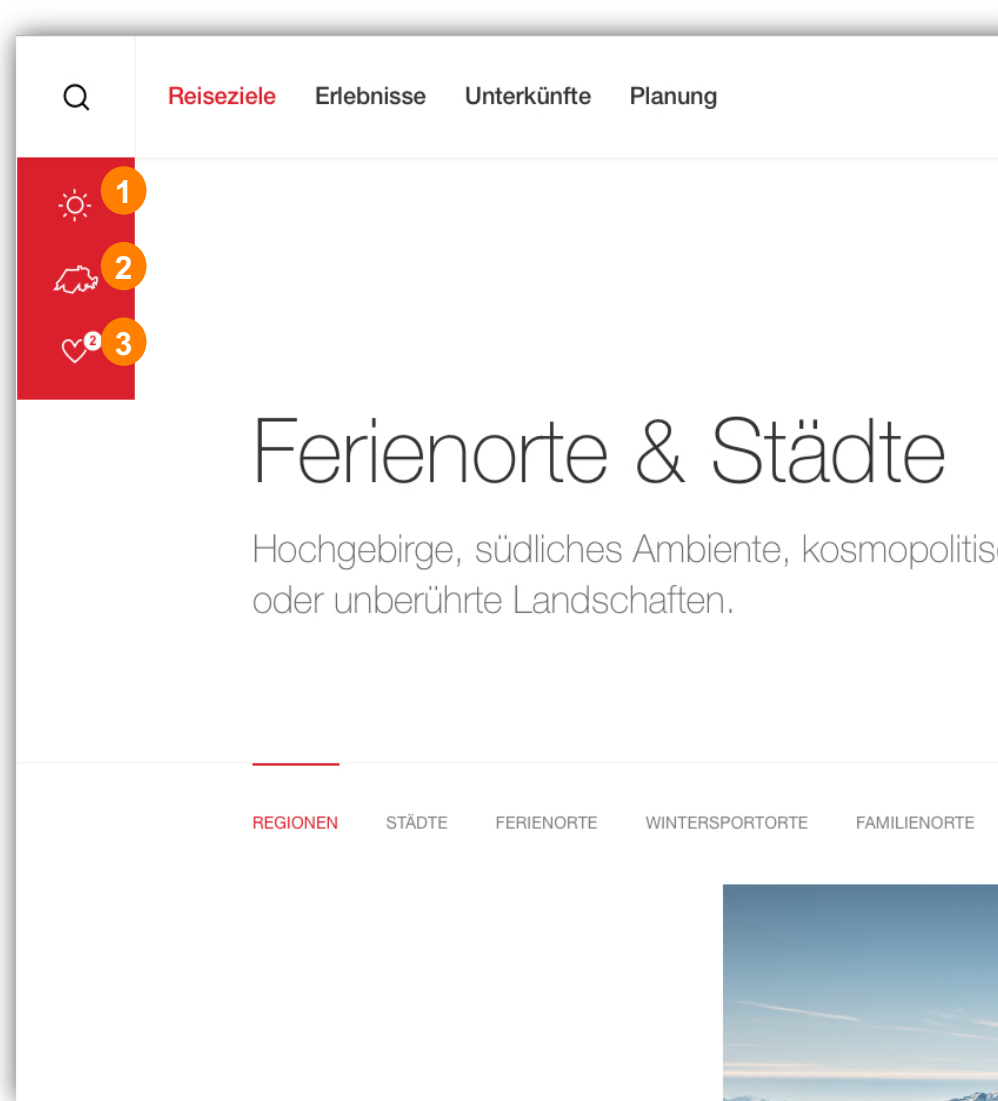 Reiseziele Erlebnisse Unterkünfte Planung
1
2
2 3
Ferienorte & Städte
Hochgebirge, südliches Ambiente,
oder unberührte Landschaften.
REGIONEN STÄDTE FERIENORTE WINTERSPORTORTE FAMILIENORTE